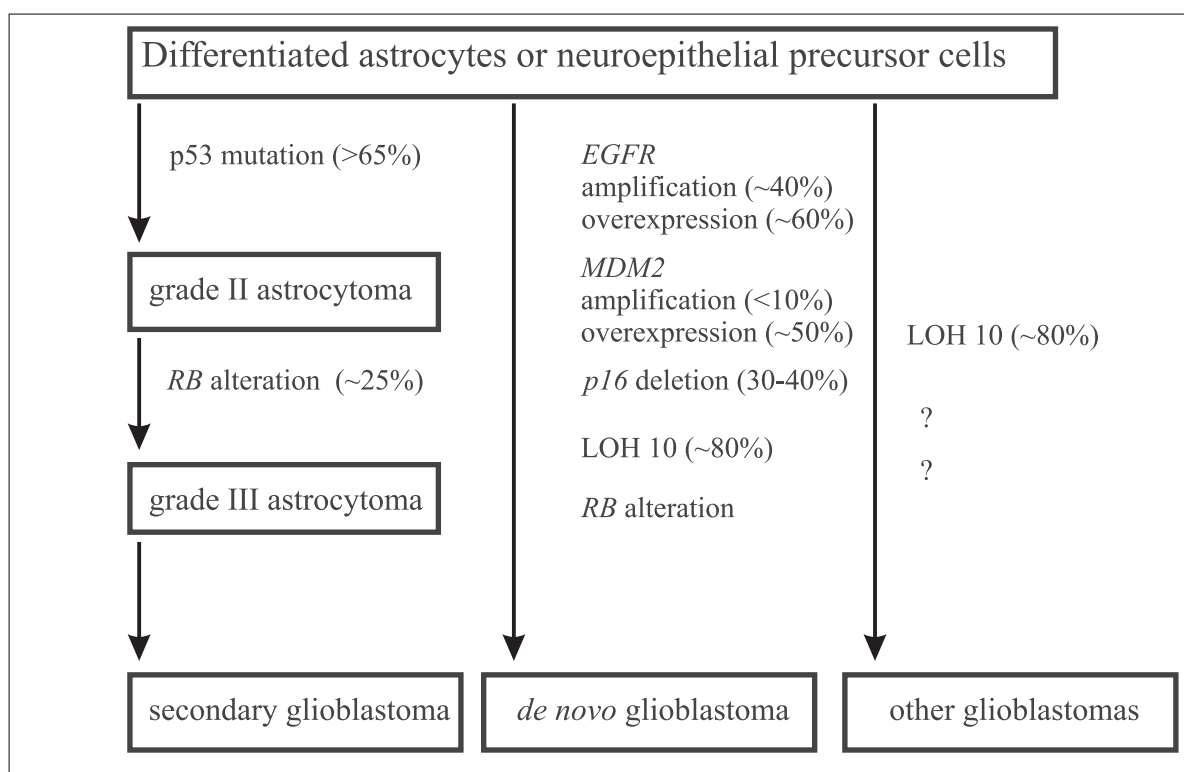 Differentiated astrocytes or neuroepithelial precursor cells
p53 mutation (>65%)
grade II astrocytoma
RB alteration (~25%)
grade III astrocytoma
secondary glioblastoma
EGFR
amplification (~40%)
overexpression (~60%)
MDM2
amplification (<10%)
overexpression (~50%)
p16 deletion (30-40%)
LOH 10 (~80%)
RB alteration
de novo glioblastoma
LOH 10 (~80%)
?
?
other glioblastomas